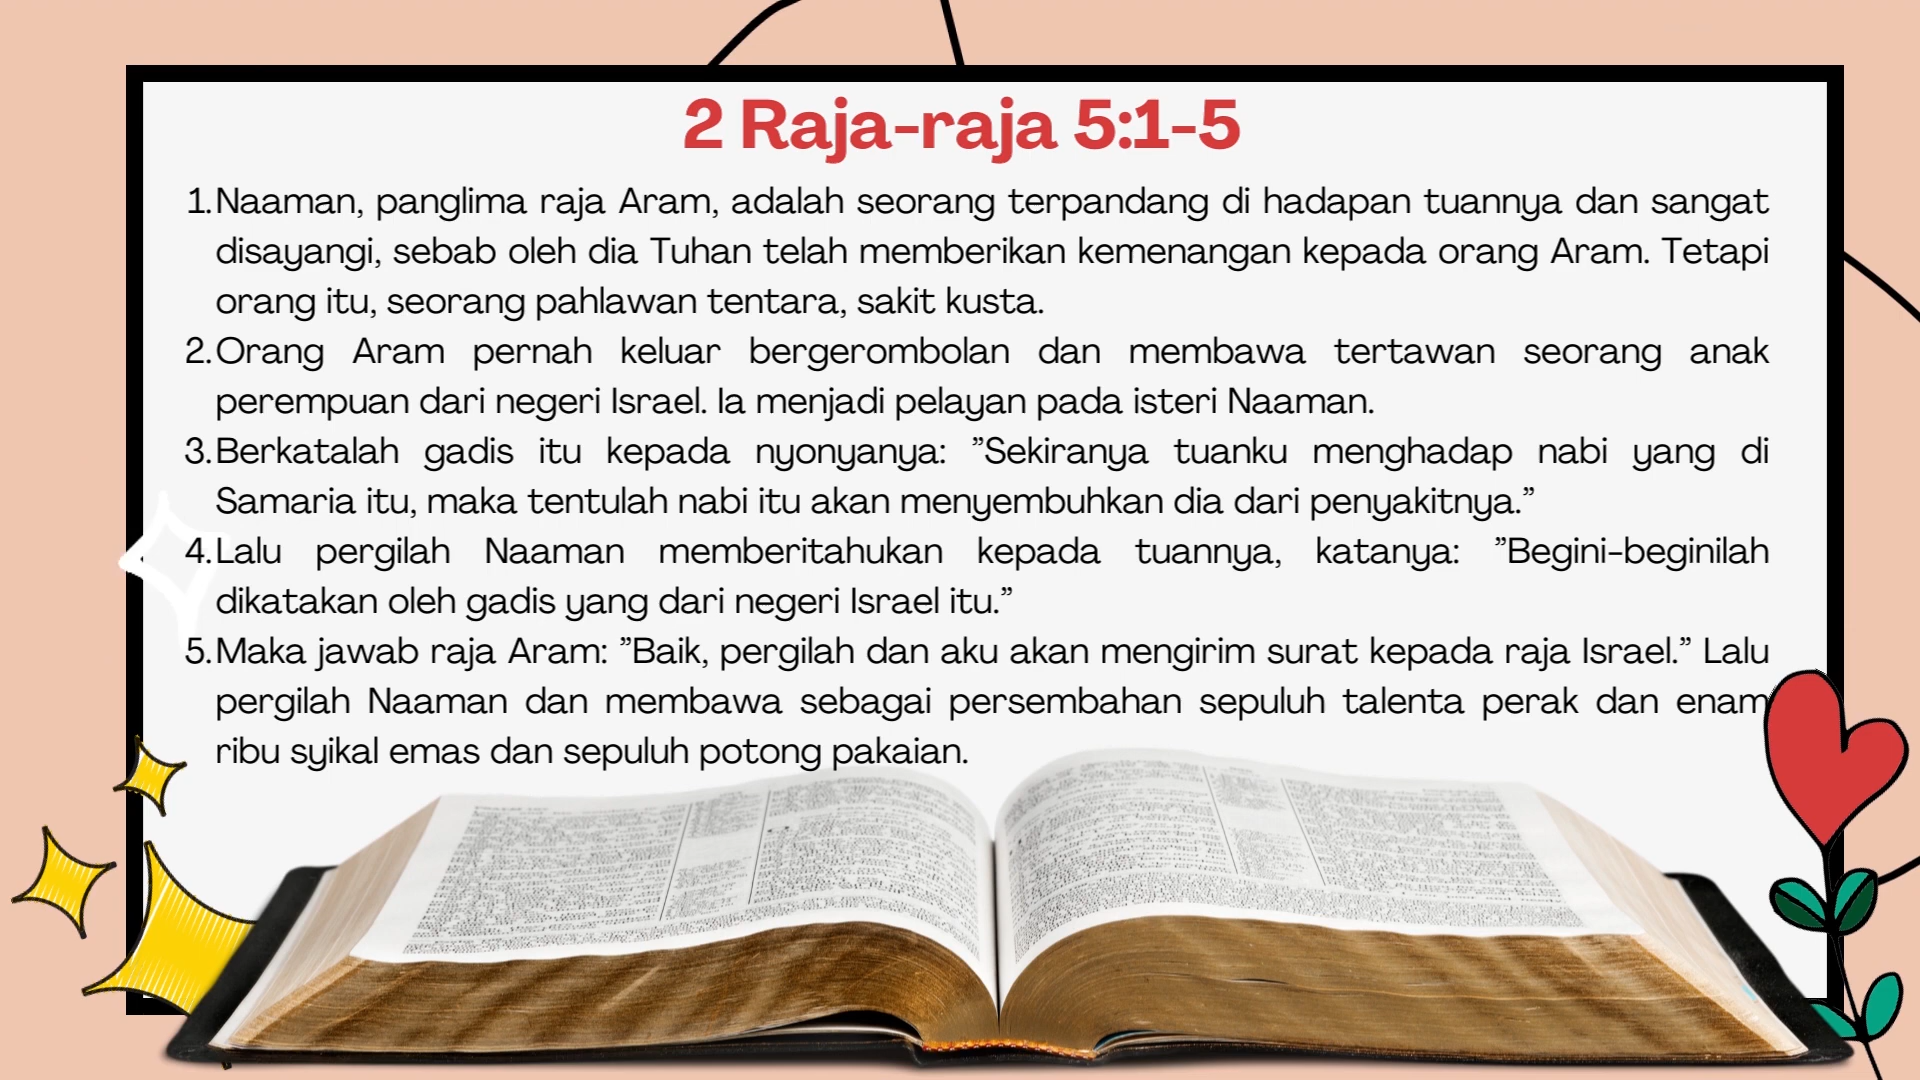 2 Raja-raja 5:1-5
1. Naaman, panglima raja Aram, adalah seorang terpandang di hadapan tuannya dan sangat
disayangi, sebab oleh dia Tuhan telah memberikan kemenangan kepada orang Aram. Tetapi
orang itu, seorang pahlawan tentara, sakit kusta.
2. Orang Aram pernah keluar bergerombolan dan membawa tertawan seorang anak
perempuan dari negeri Israel. Ia menjadi pelayan pada isteri Naaman.
3. Berkatalah gadis itu kepada nyonyanya: ”Sekiranya tuanku menghadap nabi yang di
Samaria itu, maka tentulah nabi itu akan menyembuhkan dia dari penyakitnya.”
4. Lalu pergilah Naaman memberitahukan kepada tuannya, katanya: ”Begini-beginilah
dikatakan oleh gadis yang dari negeri Israel itu.”
5. Maka jawab raja Aram: ”Baik, pergilah dan aku akan mengirim surat kepada raja Israel.” Lalu
pergilah Naaman dan membawa sebagai persembahan sepuluh talenta perak dan enam
ribu syikal emas dan sepuluh potong pakaian.